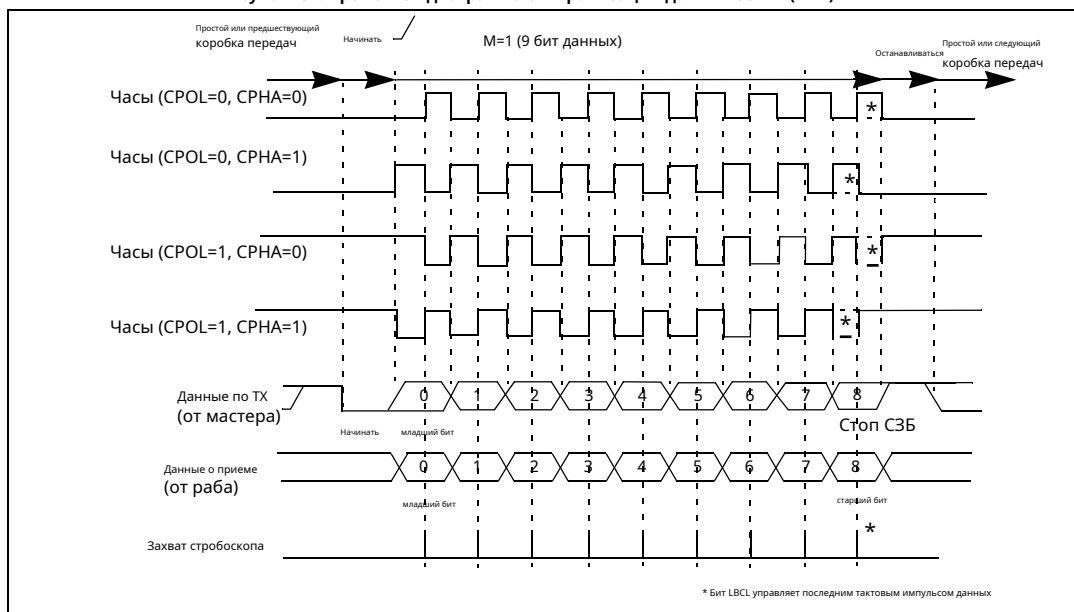 Простой или предшествующий
коробка передач
Начинать
M=1 (9 бит данных)
Останавливаться
Простой или следующий
коробка передач
Часы (CPOL=0, CPHA=0)
*
Часы (CPOL=0, CPHA=1)
*
Часы (CPOL=1, CPHA=0)
*
Часы (CPOL=1, CPHA=1)
*
Данные по TX
(от мастера)
0 1 2 3 4 5 6 7 8
Начинать
младший бит
Стоп СЗБ
Данные о приеме
(от раба)
0 1 2 3 4 5 6 7 8
младший бит
старший бит
Захват стробоскопа
*
* Бит LBCL управляет последним тактовым импульсом данных